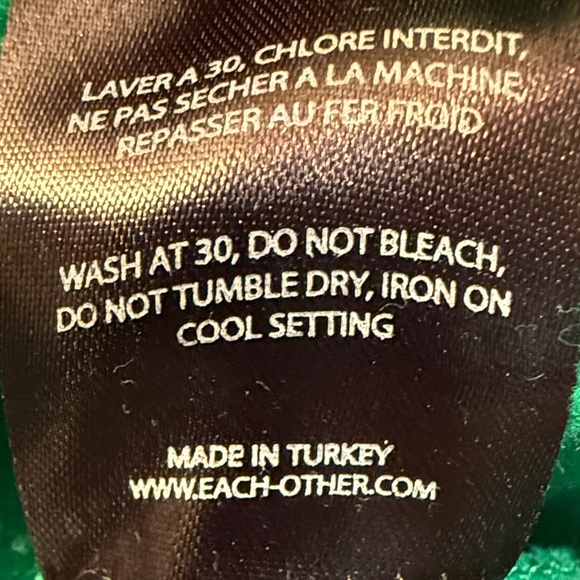 LAVER A 30, CHLORE INTERDIT,
NE PAS SECHER A LA MACHINE,
REPASSER AU FER FROID
WASH AT 30, DO NOT BLEACH,
DO NOT TUMBLE DRY, IRON ON
COOL SETTING
MADE IN TURKEY
WWW.EACH-OTHER.COM